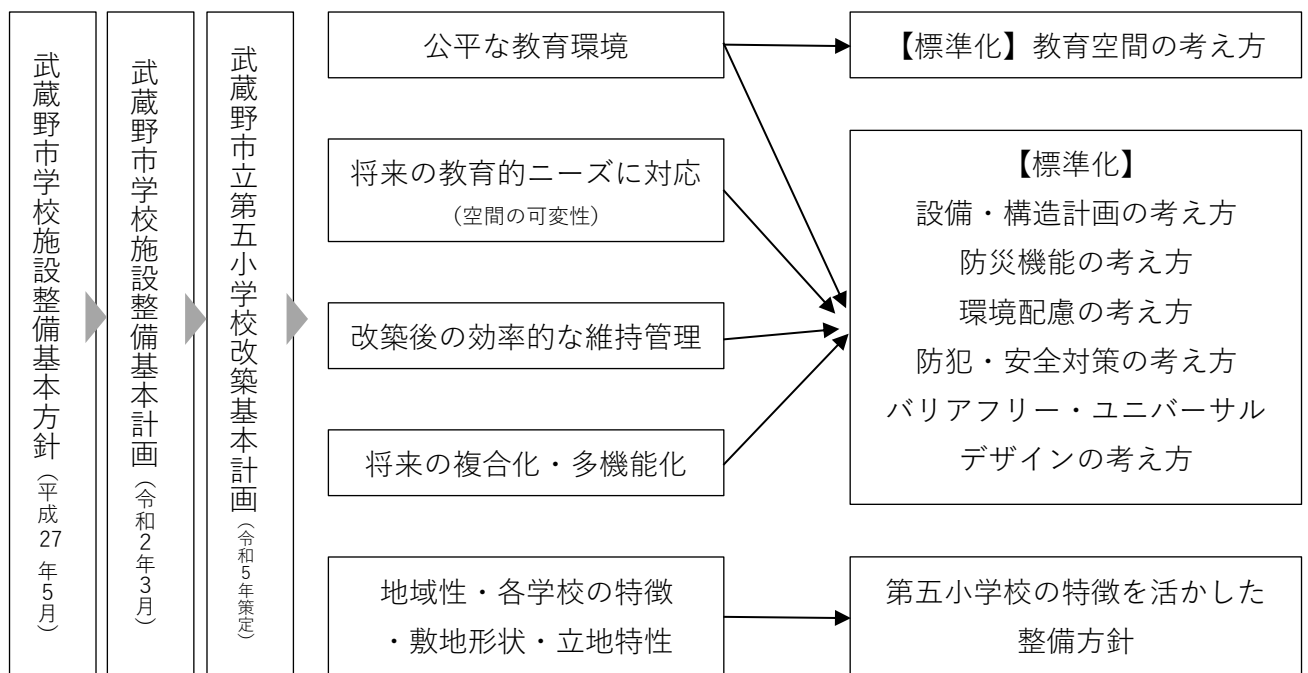 武蔵野市学校施設整備基本方針（平成27年5月）
武蔵野市学校施設整備基本計画（令和2年3月）
武蔵野市立第五小学校改築基本計画（令和5年策定）
公平な教育環境
将来の教育的ニーズに対応
（空間の可変性）
改築後の効率的な維持管理
将来の複合化・多機能化
地域性・各学校の特徴
・敷地形状・立地特性
【標準化】教育空間の考え方
【標準化】
設備・構造計画の考え方
防災機能の考え方
環境配慮の考え方
防犯・安全対策の考え方
バリアフリー・ユニバーサル
デザインの考え方
第五小学校の特徴を活かした
整備方針